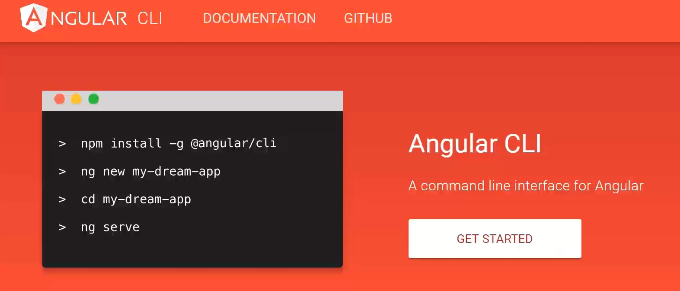 ANGULAR CLI DOCUMENTATION GITHUB
> npm install -g @angular/cli
> ng new my-dream-app
> cd my-dream-app
> ng serve
Angular CLI
A command line interface for Angular
GET STARTED